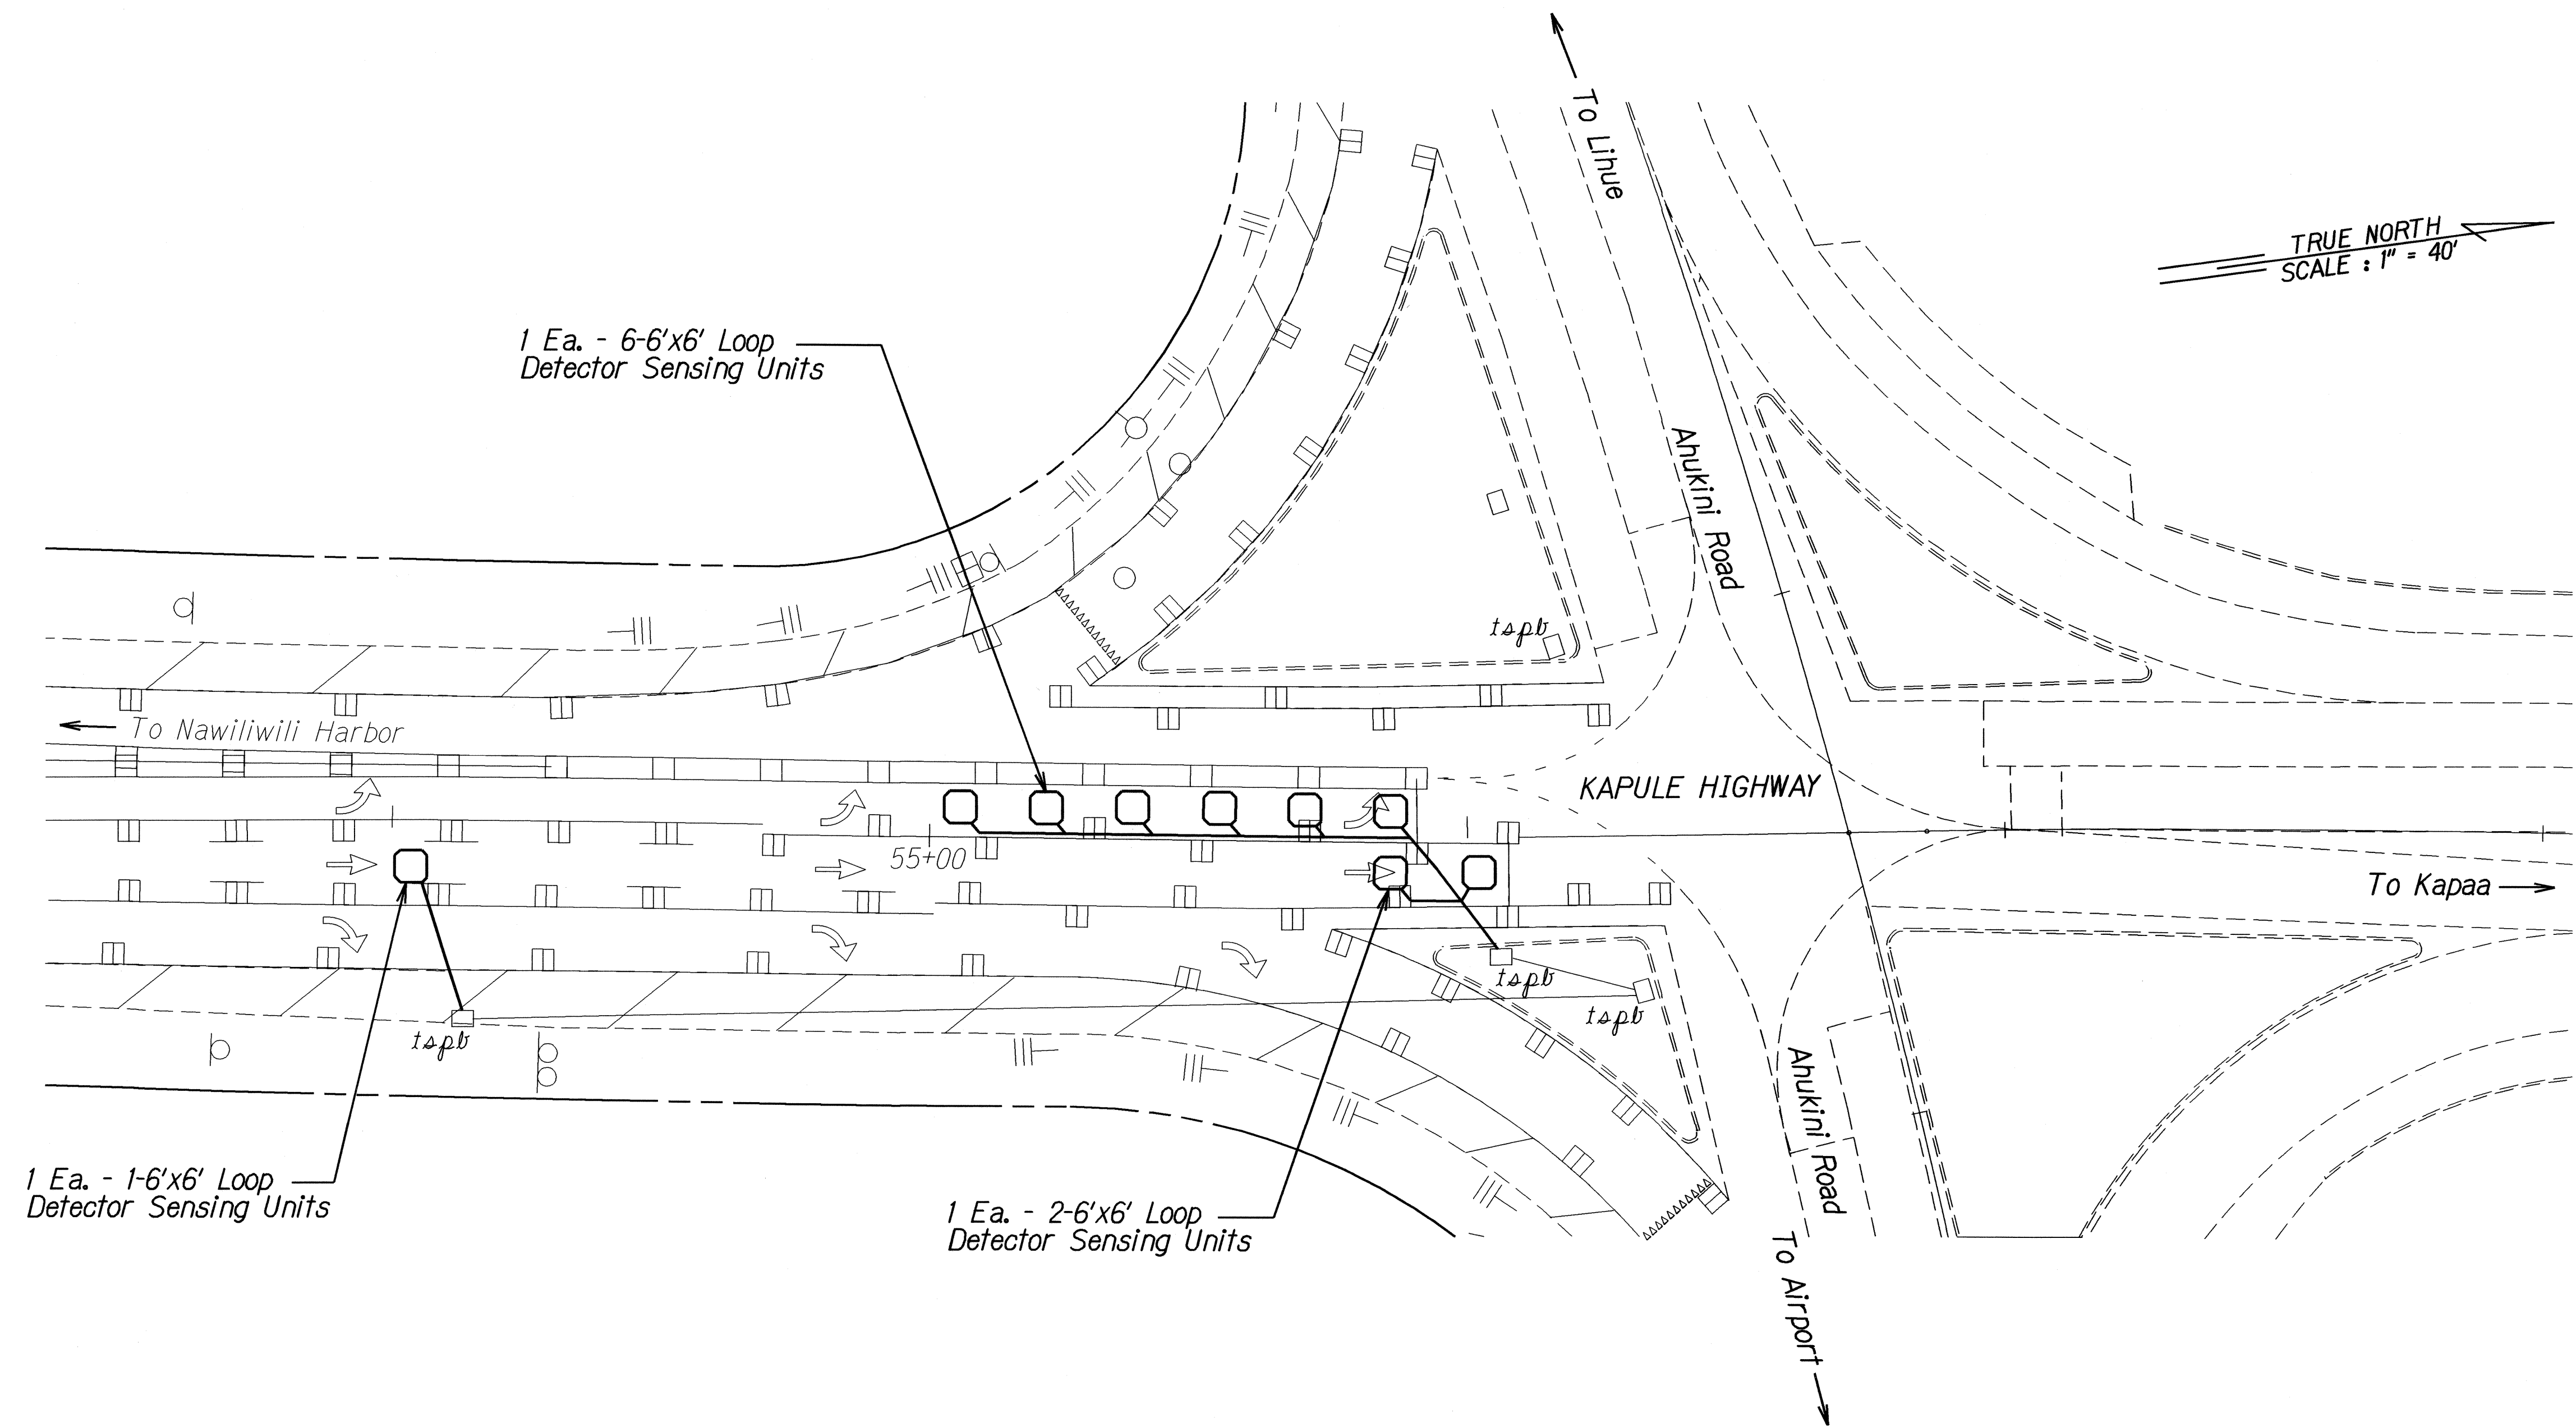 To Lihue
TRUE NORTH
SCALE : 1" = 40'
1 Ea. - 6-6'x6' Loop
Detector Sensing Units
Ahukini Road
tspb
To Nawiliwili Harbor
KAPULE HIGHWAY
55+00
To Kapaa
tspb
tspb
tspb
Ahukini Road
1 Ea. - 1-6'x6' Loop
Detector Sensing Units
1 Ea. - 2-6'x6' Loop
Detector Sensing Units
To Airport